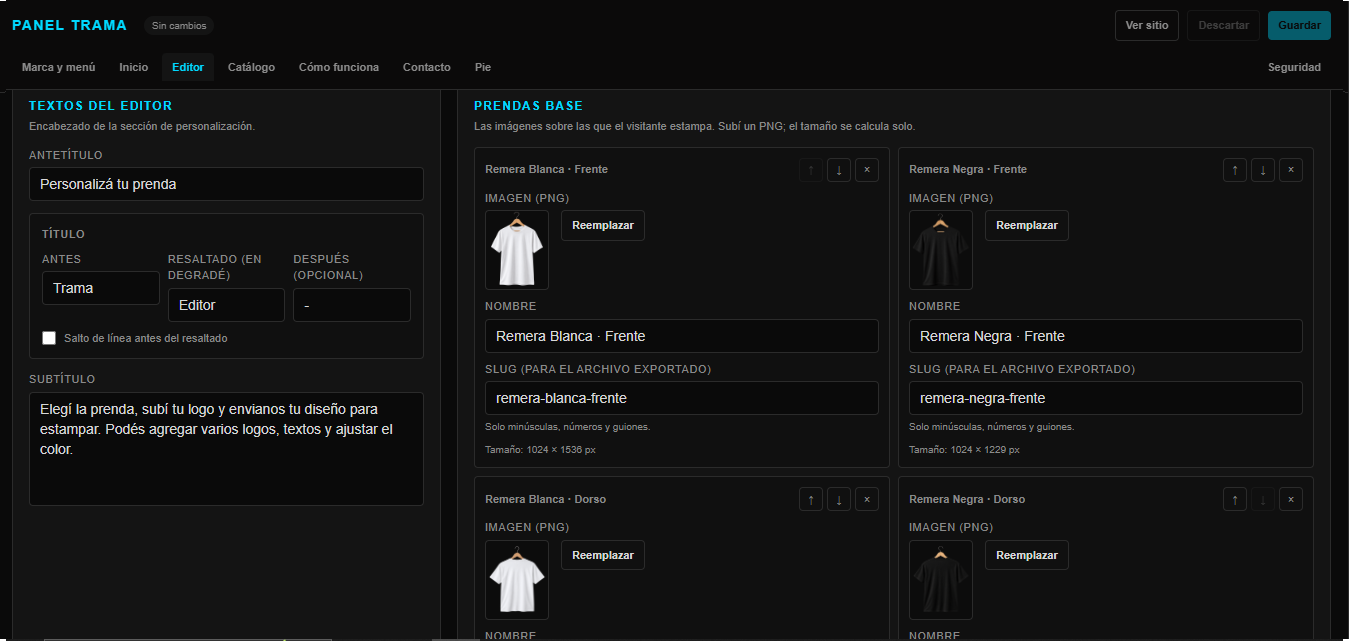 PANEL TRAMA
Sin cambios
Ver sitio
Descartar
Guardar
Marca y menú
Inicio
Editor
Catálogo
Cómo funciona
Contacto
Pie
Seguridad
TEXTOS DEL EDITOR
Encabezado de la sección de personalización.
ANTETÍTULO
Personalizá tu prenda
TÍTULO
ANTES
Trama
RESALTADO (EN
DEGRADÉ)
Editor
DESPUÉS
(OPCIONAL)
-
Salto de línea antes del resaltado
SUBTÍTULO
Elegí la prenda, subí tu logo y envianos tu diseño para
estampar. Podés agregar varios logos, textos y ajustar el
color.
PRENDAS BASE
Las imágenes sobre las que el visitante estampa. Subí un PNG; el tamaño se calcula solo.
Remera Blanca · Frente
↑ ↓ ×
IMAGEN (PNG)
Reemplazar
NOMBRE
Remera Blanca · Frente
SLUG (PARA EL ARCHIVO EXPORTADO)
remera-blanca-frente
Solo minúsculas, números y guiones.
Tamaño: 1024 × 1536 px
Remera Negra · Frente
↑ ↓ ×
IMAGEN (PNG)
Reemplazar
NOMBRE
Remera Negra · Frente
SLUG (PARA EL ARCHIVO EXPORTADO)
remera-negra-frente
Solo minúsculas, números y guiones.
Tamaño: 1024 × 1229 px
Remera Blanca · Dorso
↑ ↓ ×
IMAGEN (PNG)
Reemplazar
NOMBRE
Remera Negra · Dorso
↑ ↓ ×
IMAGEN (PNG)
Reemplazar
NOMBRE